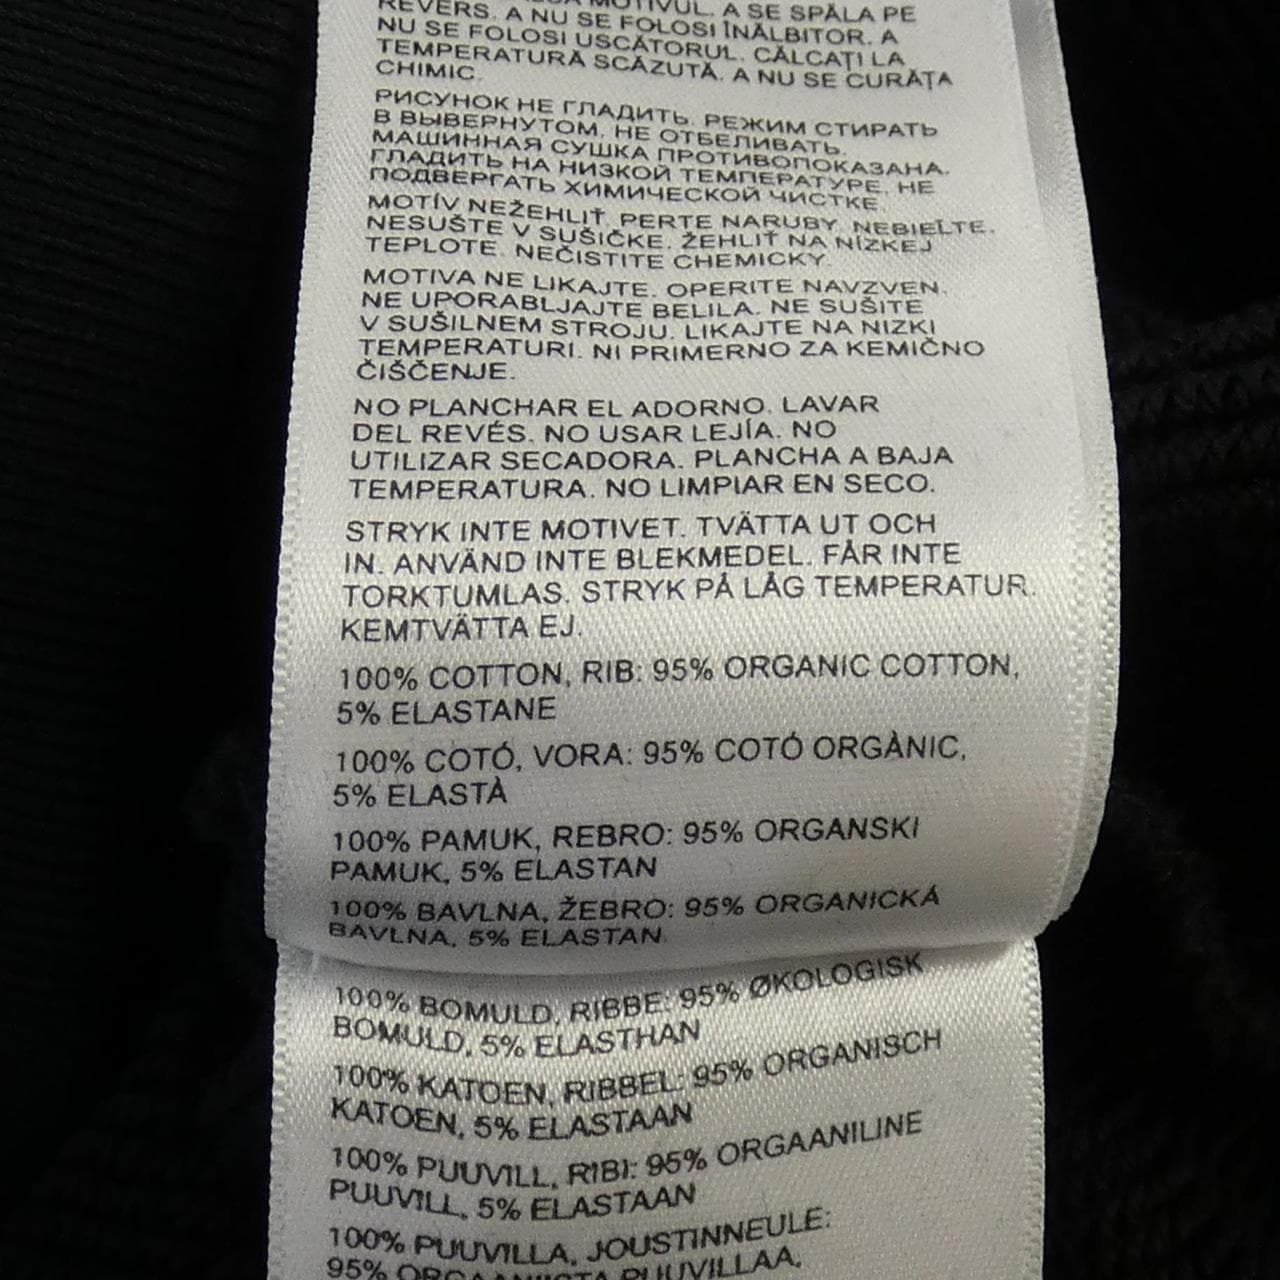 MOTIVUL. A SE SPĂLA PE
REVERS. A NU SE FOLOSI ÎNĂLBITOR. A
NU SE FOLOSI USCĂTORUL. CĂLCAȚI LA
TEMPERATURĂ SCĂZUTĂ. A NU SE CURĂȚA
CHIMIC.
РИСУНОК НЕ ГЛАДИТЬ. РЕЖИМ СТИРАТЬ
В ВЫВЕРНУТОМ, НЕ ОТБЕЛИВАТЬ.
МАШИННАЯ СУШКА ПРОТИВОПОКАЗАНА.
ГЛАДИТЬ НА НИЗКОЙ ТЕМПЕРАТУРЕ. НЕ
ПОДВЕРГАТЬ ХИМИЧЕСКОЙ ЧИСТКЕ.
MOTÍV NEŽEHLIŤ. PERTE NARUBY. NEBIEĽTE.
NESUŠTE V SUŠIČKE. ŽEHLIŤ NA NÍZKEJ
TEPLOTE. NEČISTITE CHEMICKY.
MOTIVA NE LIKAJTE. OPERITE NAVZVEN.
NE UPORABLJAJTE BELILA. NE SUŠITE
V SUŠILNEM STROJU. LIKAJTE NA NIZKI
TEMPERATURI. NI PRIMERNO ZA KEMIČNO
ČIŠČENJE.
NO PLANCHAR EL ADORNO. LAVAR
DEL REVÉS. NO USAR LEJÍA. NO
UTILIZAR SECADORA. PLANCHA A BAJA
TEMPERATURA. NO LIMPIAR EN SECO.
STRYK INTE MOTIVET. TVÄTTA UT OCH
IN. ANVÄND INTE BLEKMEDEL. FÅR INTE
TORKTUMLAS. STRYK PÅ LÅG TEMPERATUR.
KEMTVÄTTA EJ.
100% COTTON, RIB: 95% ORGANIC COTTON,
5% ELASTANE
100% COTÓ, VORA: 95% COTÓ ORGÀNIC,
5% ELASTÀ
100% PAMUK, REBRO: 95% ORGANSKI
PAMUK, 5% ELASTAN
100% BAVLNA, ŽEBRO: 95% ORGANICKÁ
BAVLNA, 5% ELASTAN
100% BOMULD, RIBBE: 95% ØKOLOGISK
BOMULD, 5% ELASTHAN
100% KATOEN, RIBBEL: 95% ORGANISCH
KATOEN, 5% ELASTAAN
100% PUUVILL, RIBI: 95% ORGAANILINE
PUUVILL, 5% ELASTAAN
100% PUUVILLA, JOUSTINNEULE:
95% ORGAANIISTA PUUVILLAA,